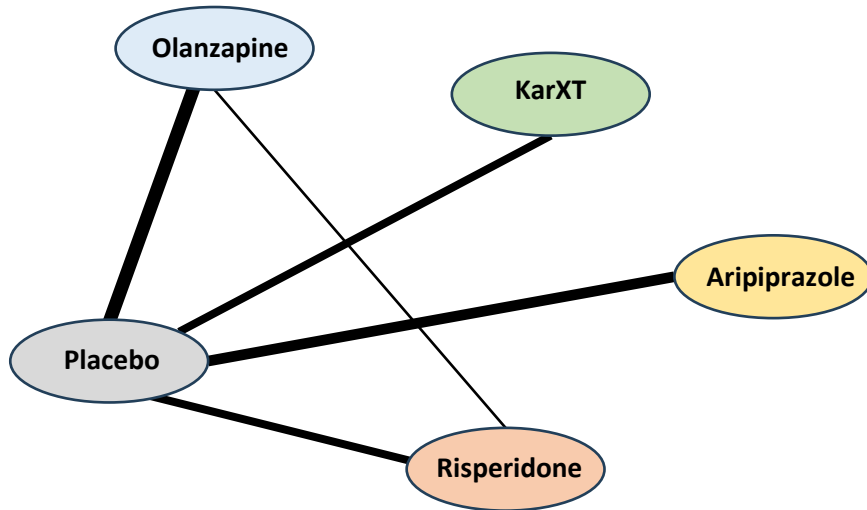 Olanzapine
KarXT
Aripiprazole
Placebo
Risperidone